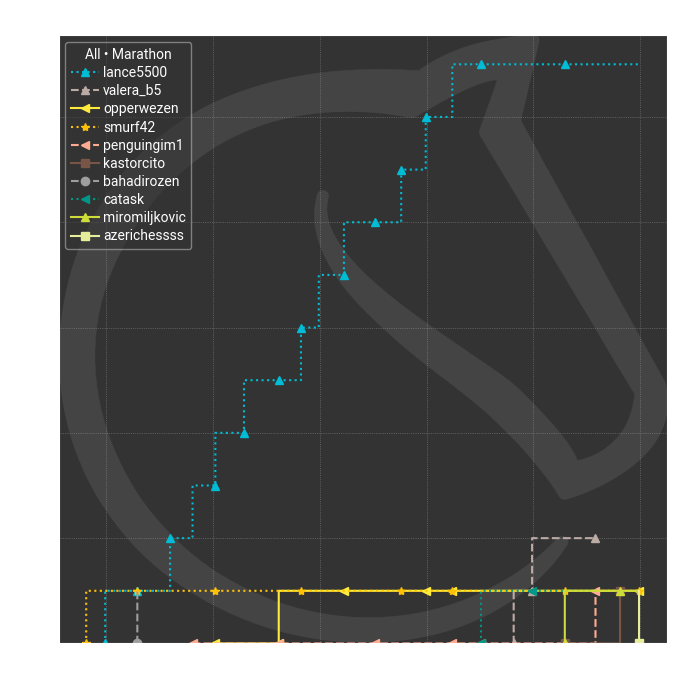 All • Marathon
lance5500
valera_b5
opperwezen
smurf42
penguingim1
kastorcito
bahadirozen
catask
miromiljkovic
azerichessss